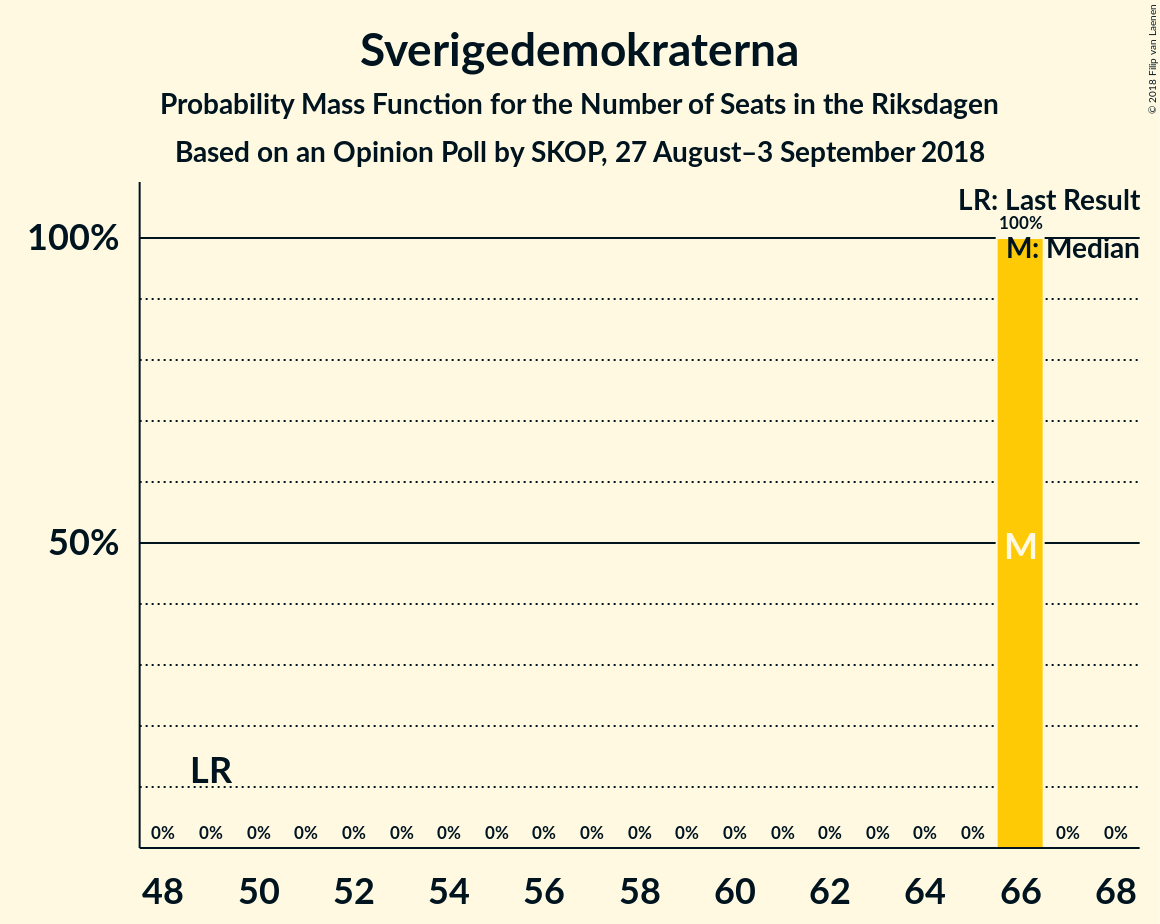 Sverigedemokraterna
Probability Mass Function for the Number of Seats in the Riksdagen
Based on an Opinion Poll by SKOP, 27 August–3 September 2018
© 2018 Filip van Laenen
LR: Last Result
100%
M: Median
100%
50%
M
LR
0% 0% 0% 0% 0% 0% 0% 0% 0% 0% 0% 0% 0% 0% 0% 0% 0% 0% 0% 0%
48 50 52 54 56 58 60 62 64 66 68